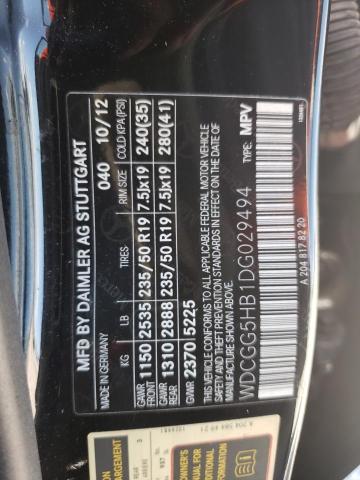 MFD BY DAIMLER AG STUTTGART
MADE IN GERMANY 040 10/12
KG LB TIRES RIM SIZE COLD KPA (PSI)
GAWR FRONT 1150 2535 235/50 R19 7.5Jx19 240(35)
GAWR REAR 1310 2888 235/50 R19 7.5Jx19 280(41)
GVWR 2370 5225
THIS VEHICLE CONFORMS TO ALL APPLICABLE FEDERAL MOTOR VEHICLE
SAFETY AND THEFT PREVENTION STANDARDS IN EFFECT ON THE DATE OF
MANUFACTURE SHOWN ABOVE.
WDCGG5HB1DG029494 TYPE: MPV
A 204 817 82 20